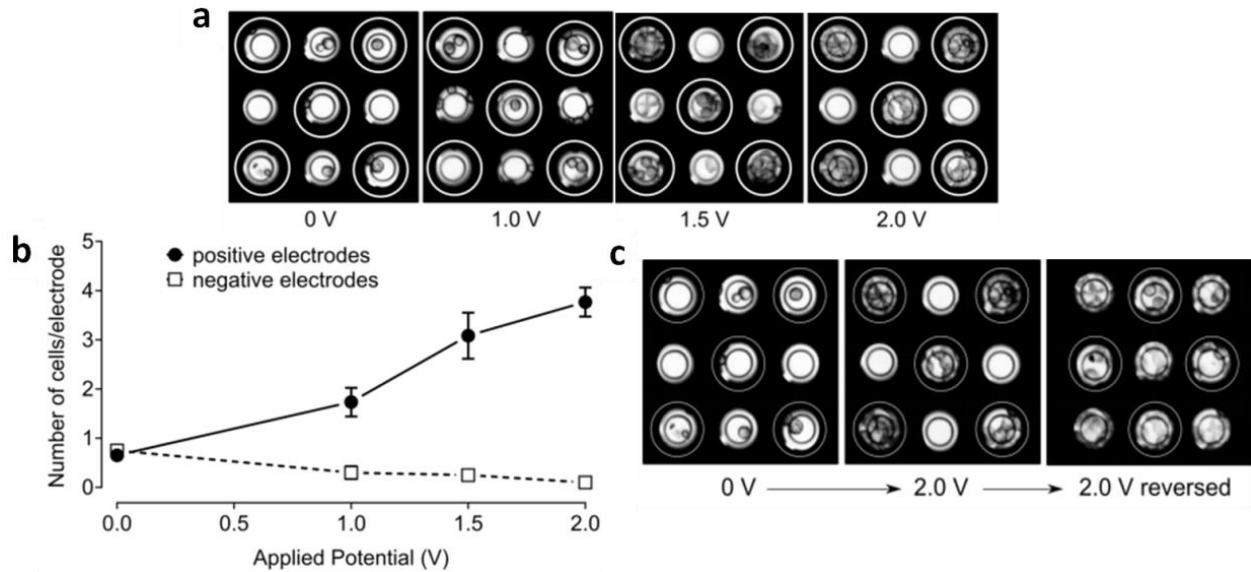 a
0 V
1.0 V
1.5 V
2.0 V
b
Number of cells/electrode
5
4
3
2
1
0
positive electrodes
negative electrodes
0.0
0.5
1.0
1.5
2.0
Applied Potential (V)
c
0 V
2.0 V
2.0 V reversed